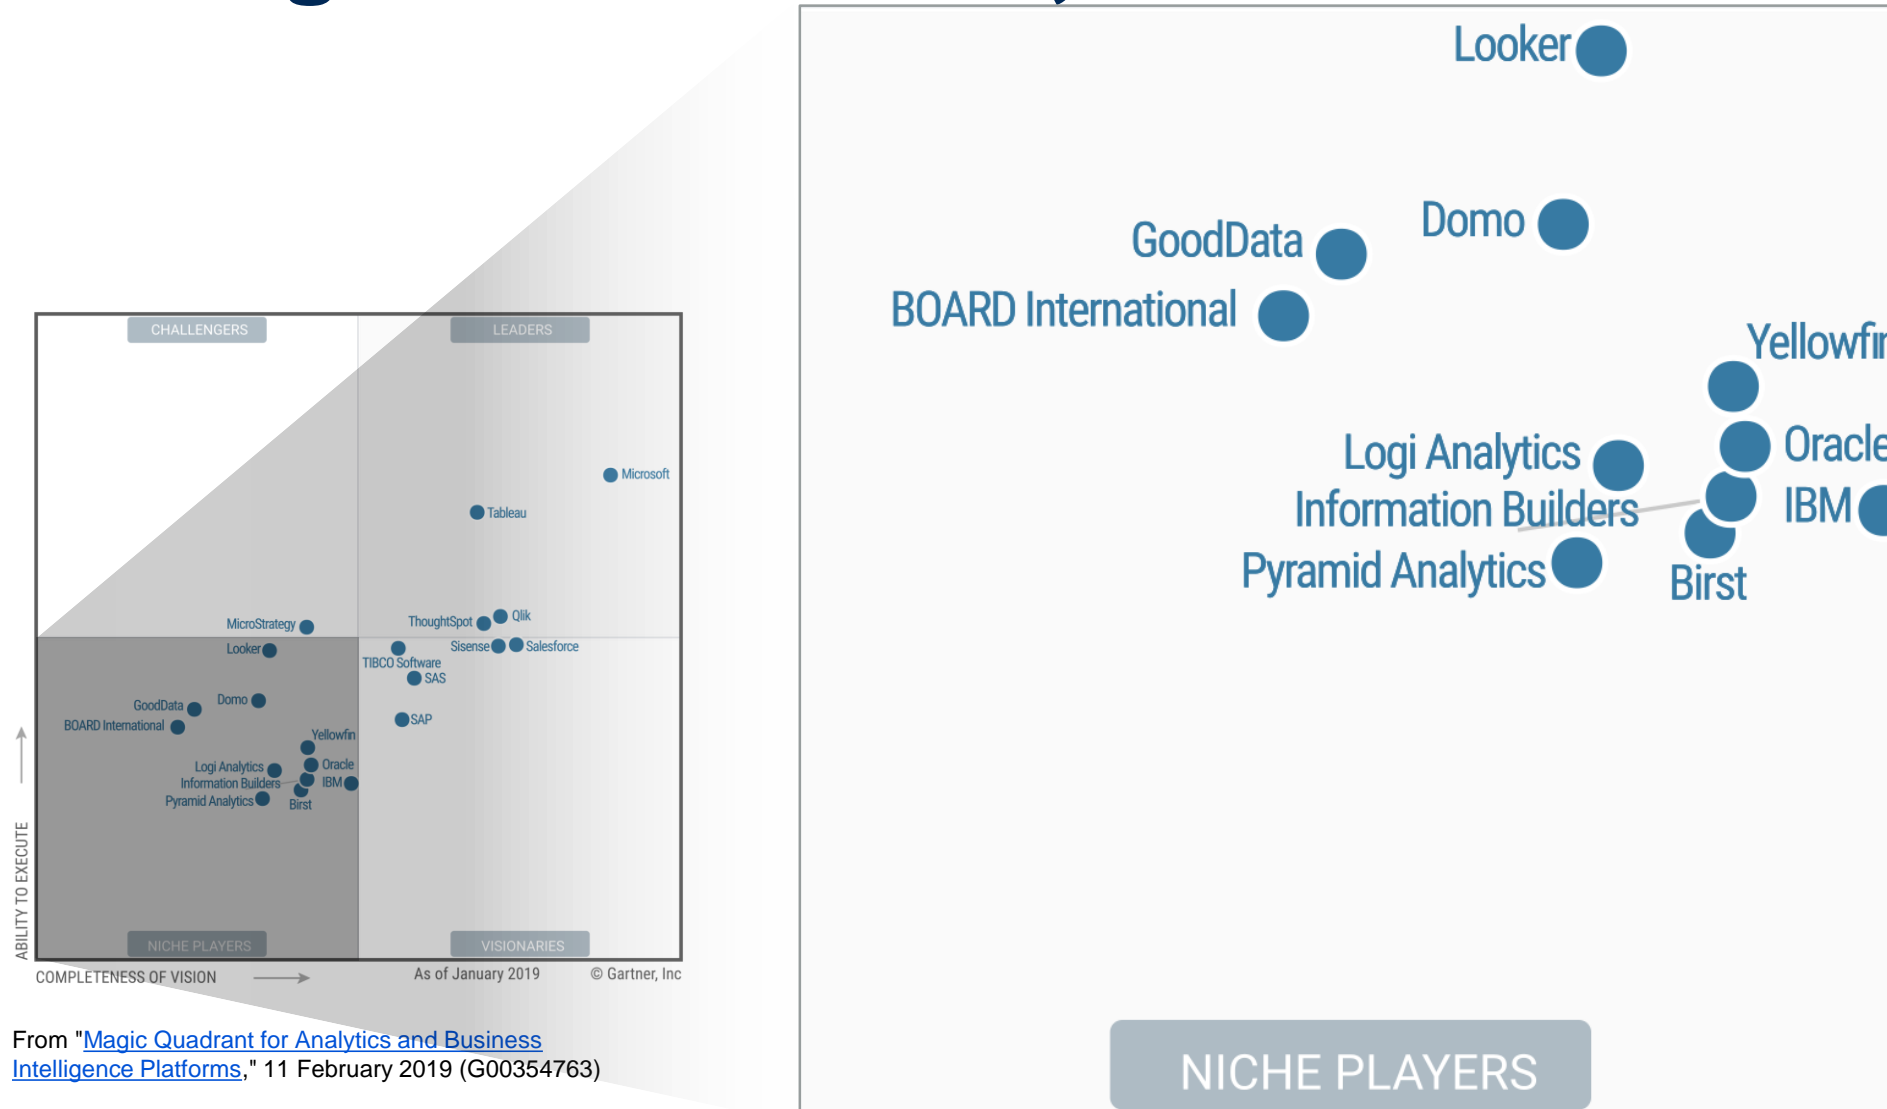 CHALLENGERS
LEADERS
Microsoft
Tableau
MicroStrategy
ThoughtSpot
Qlik
Looker
Sisense
Salesforce
TIBCO Software
SAS
GoodData
Domo
SAP
BOARD International
Yellowfin
Logi Analytics
Oracle
Information Builders
IBM
Pyramid Analytics
Birst
NICHE PLAYERS
VISIONARIES
ABILITY TO EXECUTE
COMPLETENESS OF VISION
As of January 2019
© Gartner, Inc
From "Magic Quadrant for Analytics and Business
Intelligence Platforms," 11 February 2019 (G00354763)
Looker
Domo
GoodData
BOARD International
Yellowfin
Logi Analytics
Oracle
Information Builders
IBM
Pyramid Analytics
Birst
NICHE PLAYERS